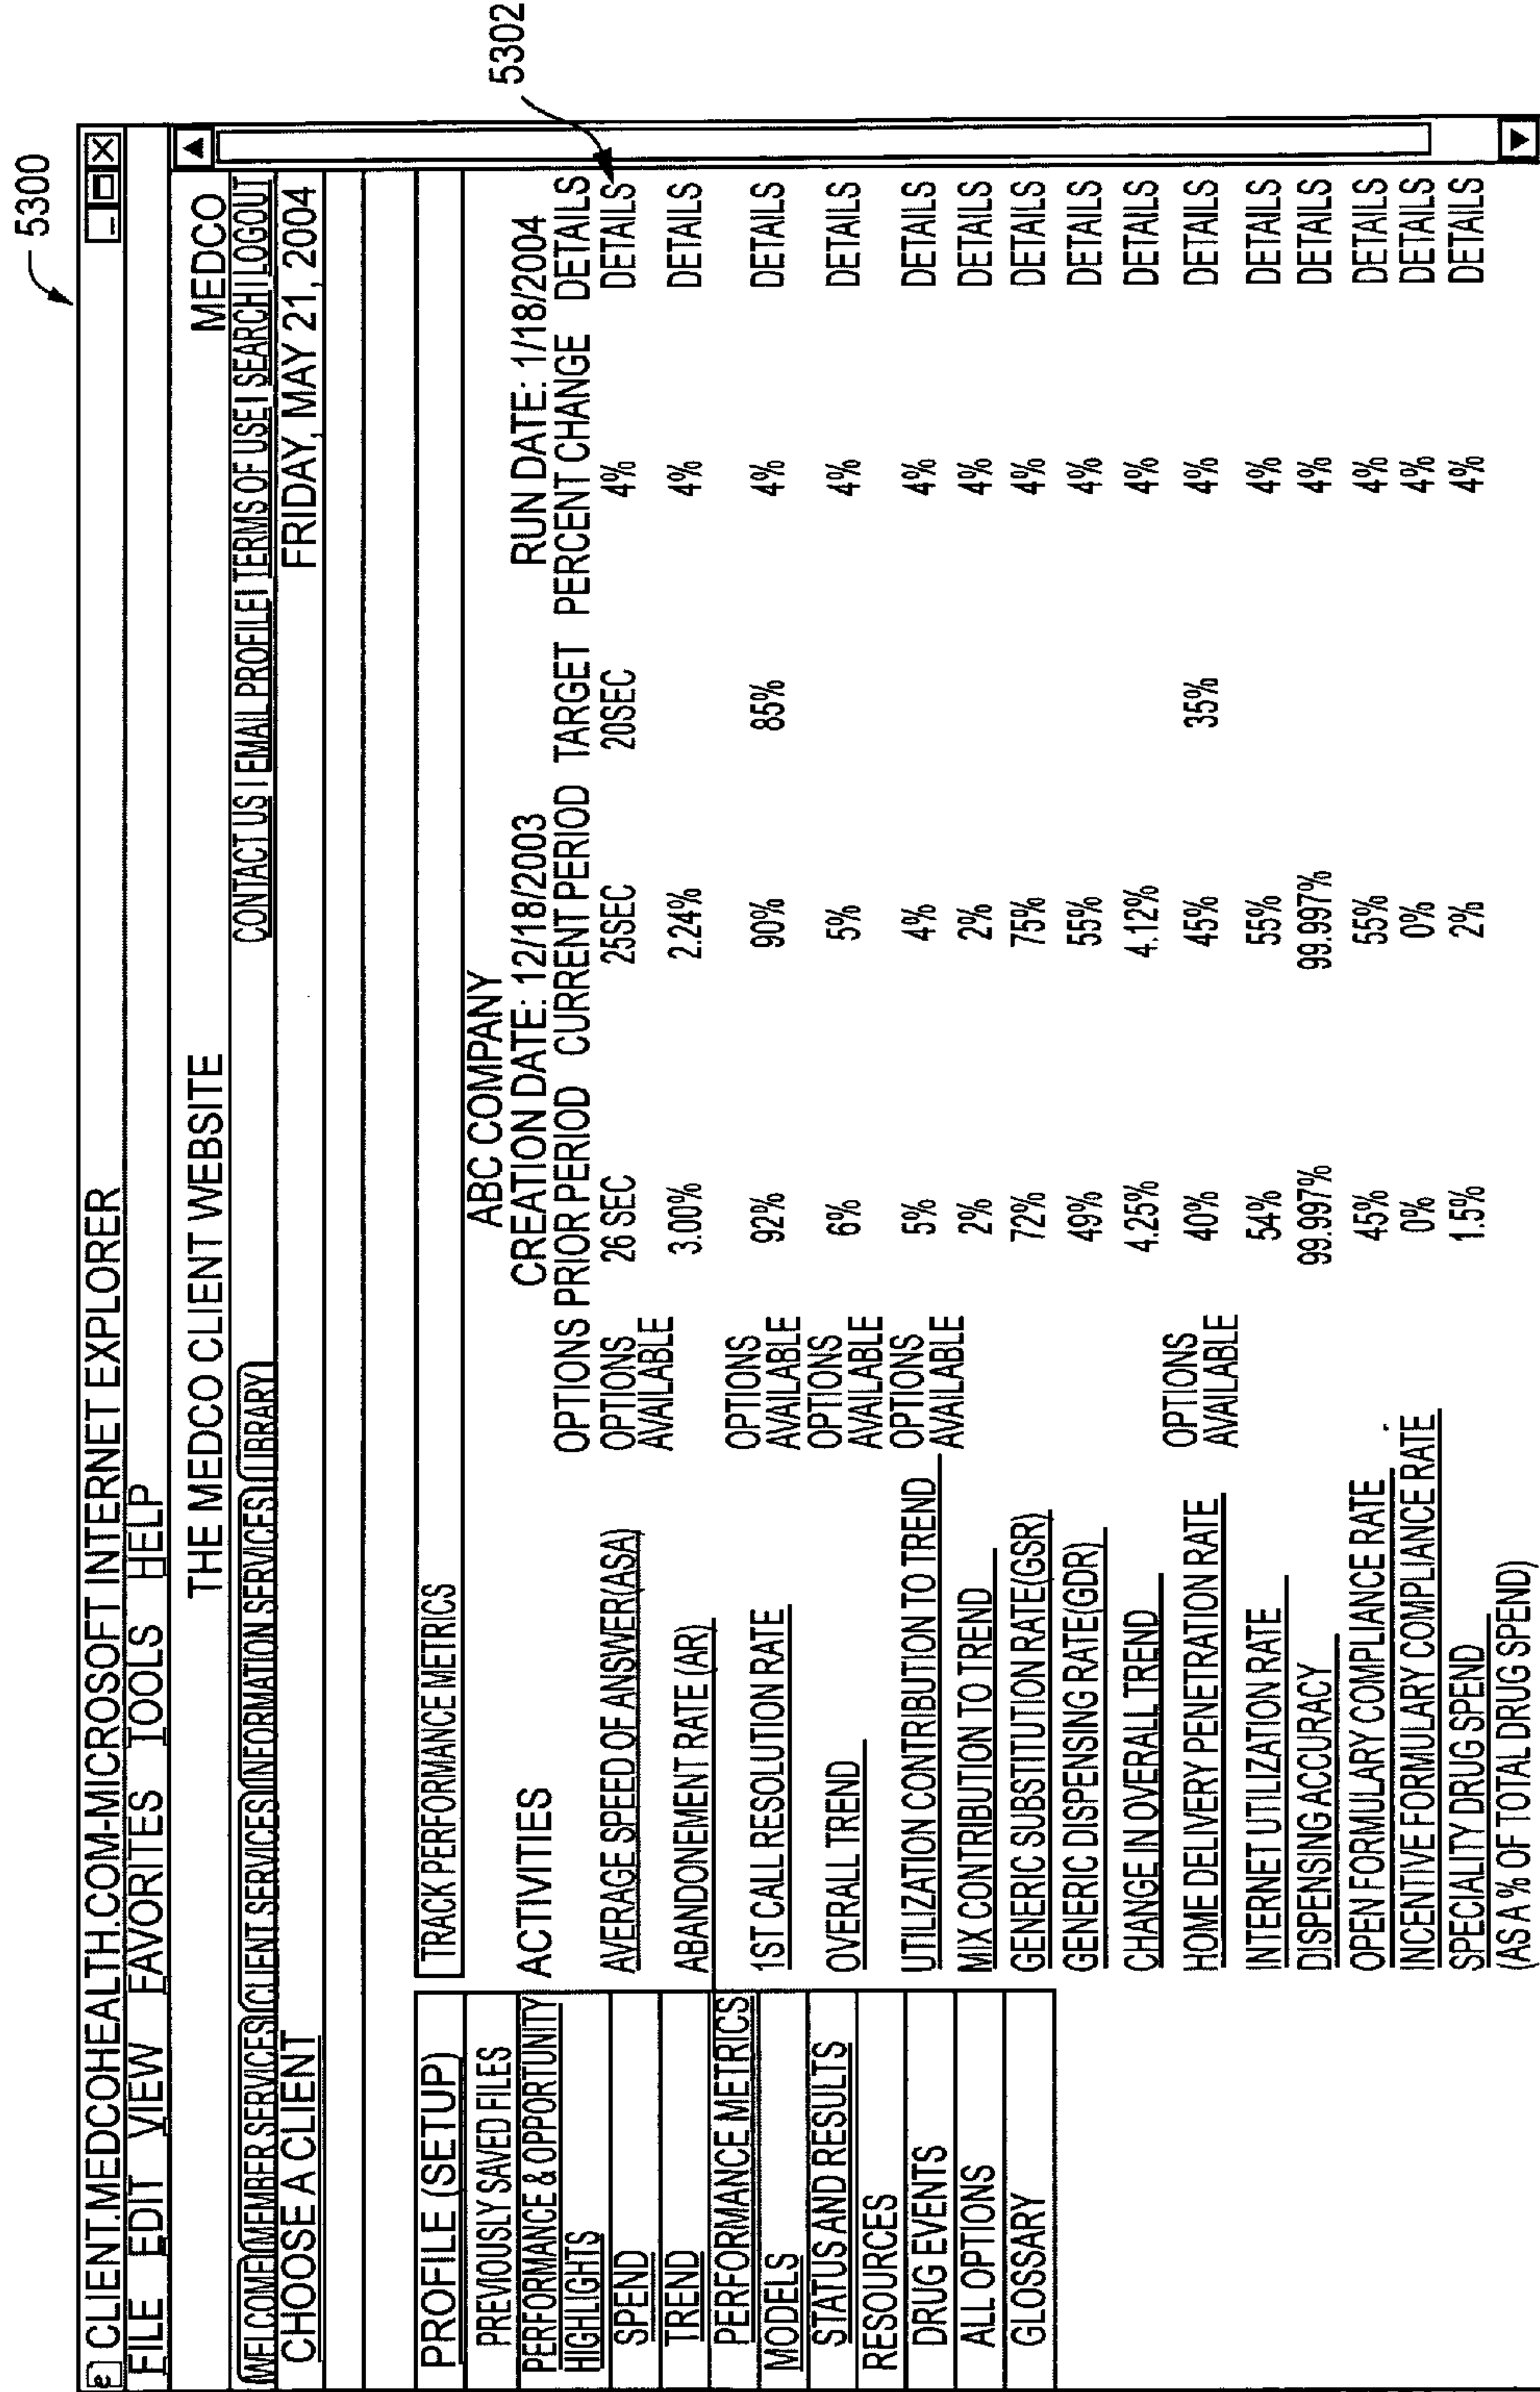 5300
CLIENT.MEDCOHEALTH.COM-MICROSOFT INTERNET EXPLORER
FILE EDIT VIEW FAVORITES TOOLS HELP
THE MEDCO CLIENT WEBSITE MEDCO
WELCOME MEMBER SERVICES CLIENT SERVICES INFORMATION SERVICES LIBRARY CONTACT US | EMAIL PROFILE | TERMS OF USE | SEARCH | LOGOUT
CHOOSE A CLIENT FRIDAY, MAY 21, 2004
PROFILE (SETUP)
PREVIOUSLY SAVED FILES
PERFORMANCE & OPPORTUNITY
HIGHLIGHTS
SPEND
TREND
PERFORMANCE METRICS
MODELS
STATUS AND RESULTS
RESOURCES
DRUG EVENTS
ALL OPTIONS
GLOSSARY
TRACK PERFORMANCE METRICS
ABC COMPANY
ACTIVITIES CREATION DATE: 12/18/2003 RUN DATE: 1/18/2004
OPTIONS PRIOR PERIOD CURRENT PERIOD TARGET PERCENT CHANGE DETAILS
AVERAGE SPEED OF ANSWER(ASA) OPTIONS AVAILABLE 26 SEC 25SEC 20SEC 4% DETAILS
5302
ABANDONEMENT RATE (AR) 3.00% 2.24% 4% DETAILS
1ST CALL RESOLUTION RATE OPTIONS AVAILABLE 92% 90% 85% 4% DETAILS
OVERALL TREND OPTIONS AVAILABLE 6% 5% 4% DETAILS
UTILIZATION CONTRIBUTION TO TREND OPTIONS AVAILABLE 5% 4% 4% DETAILS
MIX CONTRIBUTION TO TREND 2% 2% 4% DETAILS
GENERIC SUBSTITUTION RATE(GSR) 72% 75% 4% DETAILS
GENERIC DISPENSING RATE(GDR) 49% 55% 4% DETAILS
CHANGE IN OVERALL TREND 4.25% 4.12% 4% DETAILS
HOME DELIVERY PENETRATION RATE OPTIONS AVAILABLE 40% 45% 35% 4% DETAILS
INTERNET UTILIZATION RATE 54% 55% 4% DETAILS
DISPENSING ACCURACY 99.997% 99.997% 4% DETAILS
OPEN FORMULARY COMPLIANCE RATE 45% 55% 4% DETAILS
INCENTIVE FORMULARY COMPLIANCE RATE 0% 0% 4% DETAILS
SPECIALITY DRUG SPEND 1.5% 2% 4% DETAILS
(AS A % OF TOTAL DRUG SPEND)